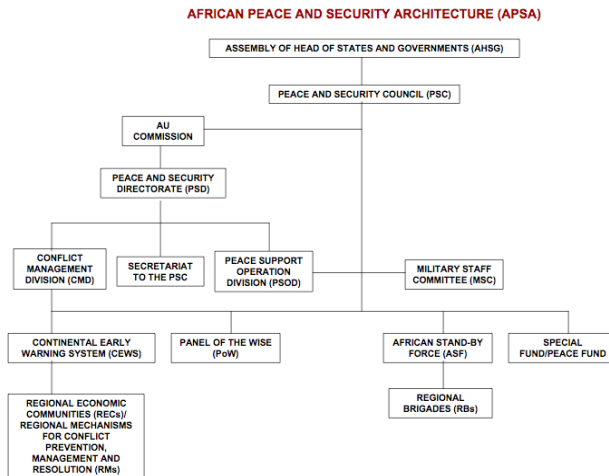 AFRICAN PEACE AND SECURITY ARCHITECTURE (APSA)
ASSEMBLY OF HEAD OF STATES AND GOVERNMENTS (AHSG)
PEACE AND SECURITY COUNCIL (PSC)
AU
COMMISSION
PEACE AND SECURITY
DIRECTORATE (PSD)
CONFLICT
MANAGEMENT
DIVISION (CMD)
SECRETARIAT
TO THE PSC
PEACE SUPPORT
OPERATION
DIVISION (PSOD)
MILITARY STAFF
COMMITTEE (MSC)
CONTINENTAL EARLY
WARNING SYSTEM (CEWS)
PANEL OF THE WISE
(PoW)
AFRICAN STAND-BY
FORCE (ASF)
SPECIAL
FUND/PEACE FUND
REGIONAL ECONOMIC
COMMUNITIES (RECs)/
REGIONAL MECHANISMS
FOR CONFLICT
PREVENTION,
MANAGEMENT AND
RESOLUTION (RMs)
REGIONAL
BRIGADES (RBs)